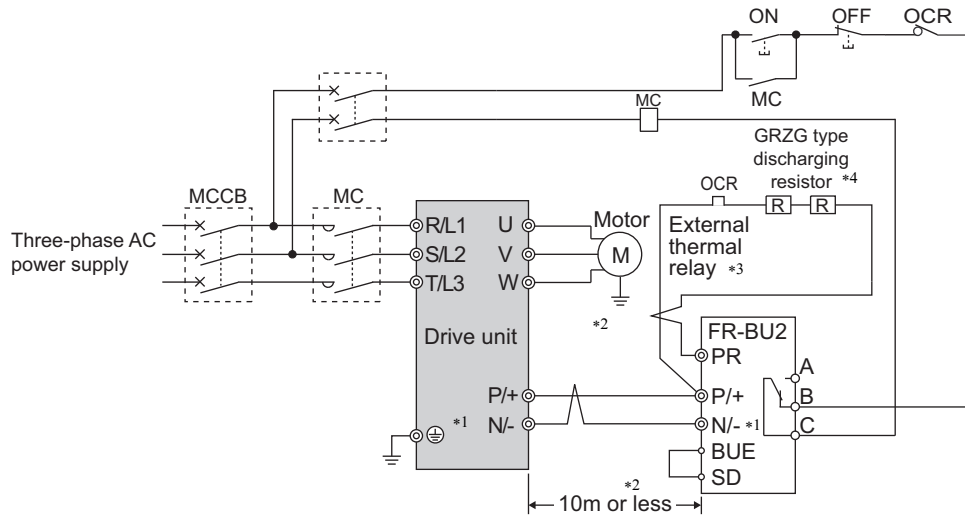 ON
OFF
OCR
MC
MC
GRZG type
discharging
resistor *4
OCR
R
R
MCCB
MC
External
thermal
relay *3
Three-phase AC
power supply
R/L1
S/L2
T/L3
U
V
W
Motor
M
*2
Drive unit
FR-BU2
PR
A
P/+
P/+
B
*1
N/-
N/- *1
C
BUE
SD
*2
10m or less